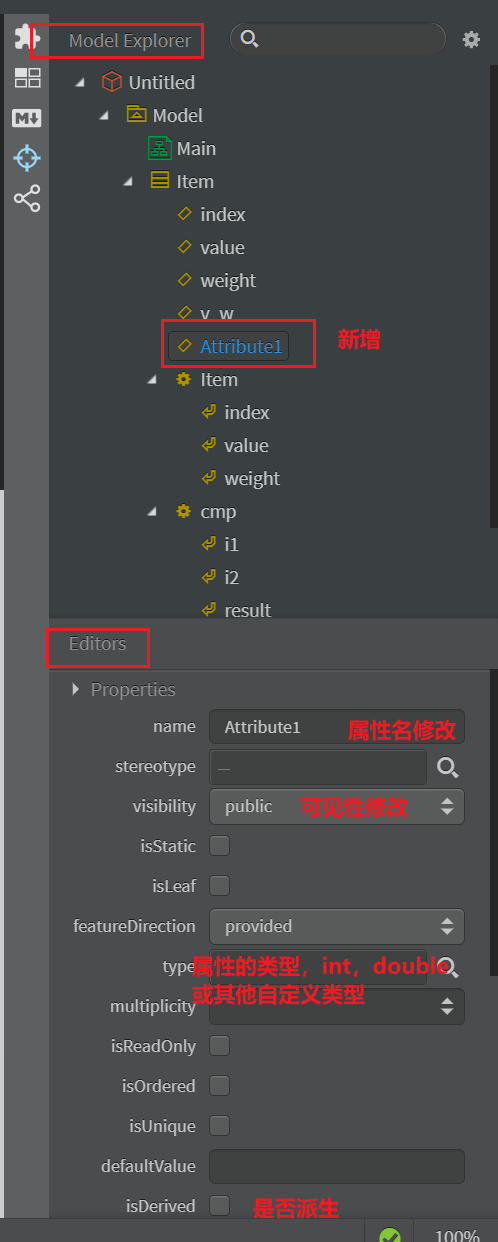 Model Explorer
Untitled
Model
M↓
Main
Item
index
value
weight
v_w
Attribute1 新增
Item
index
value
weight
cmp
i1
i2
result
Editors
Properties
name Attribute1 属性名修改
stereotype —
visibility public 可见性修改
isStatic
isLeaf
featureDirection provided
type 属性的类型，int，double
或其他自定义类型
multiplicity
isReadOnly
isOrdered
isUnique
defaultValue
isDerived 是否派生
100%